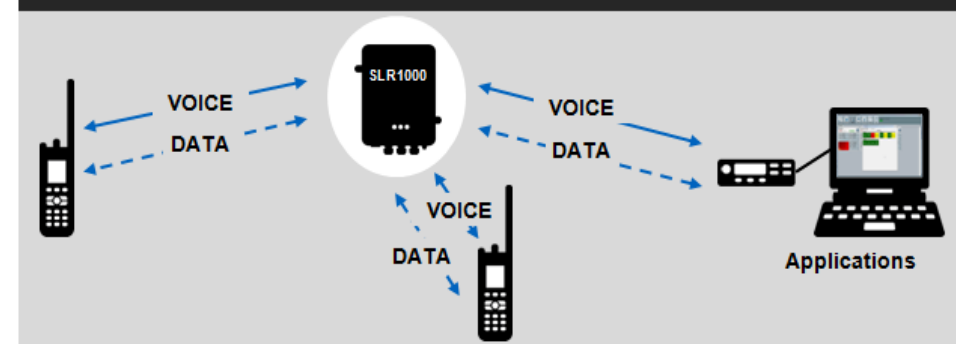 SLR1000
VOICE
DATA
VOICE
DATA
VOICE
DATA
Applications